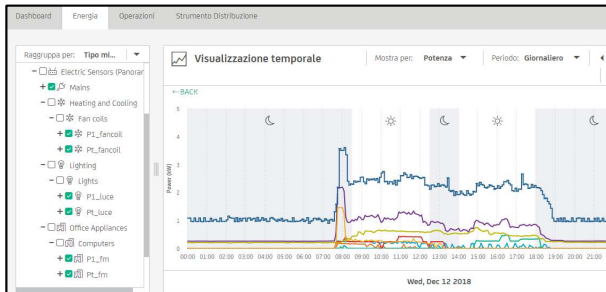 Dashboard Energia Operazioni Strumento Distribuzione
Raggruppa per: Tipo mi...
Visualizzazione temporale Mostra per: Potenza Periodo: Giornaliero
←BACK
Electric Sensors (Panorar
Mains
Heating and Cooling
Fan coils
P1_fancoil
Pt_fancoil
Lighting
Lights
P1_luce
Pt_luce
Office Appliances
Computers
P1_fm
Pt_fm
Power (kW)
5
4
3
2
1
0
00:00 01:00 02:00 03:00 04:00 05:00 06:00 07:00 08:00 09:00 10:00 11:00 12:00 13:00 14:00 15:00 16:00 17:00 18:00 19:00 20:00 21:00
Wed, Dec 12 2018